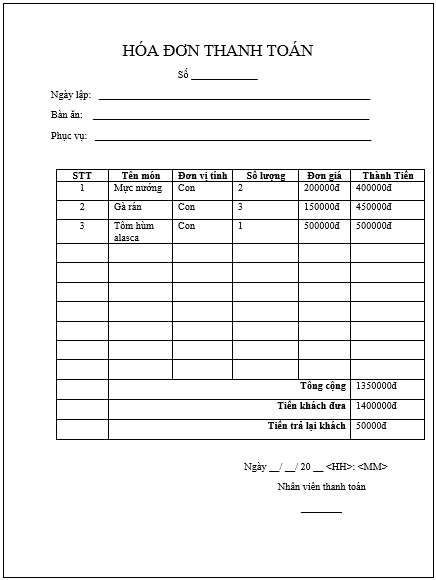 HÓA ĐƠN THANH TOÁN
Số ____________
Ngày lập: ____________
Bàn ăn: ____________
Phục vụ: ____________
STT Tên món Đơn vị tính Số lượng Đơn giá Thành Tiền
1 Mực nướng Con 2 200000đ 400000đ
2 Gà rán Con 3 150000đ 450000đ
3 Tôm hùm Con 1 500000đ 500000đ
alasca
Tổng cộng 1350000đ
Tiền khách đưa 1400000đ
Tiền trả lại khách 50000đ
Ngày __/ __/ 20 __ <HH>: <MM>
Nhân viên thanh toán
________